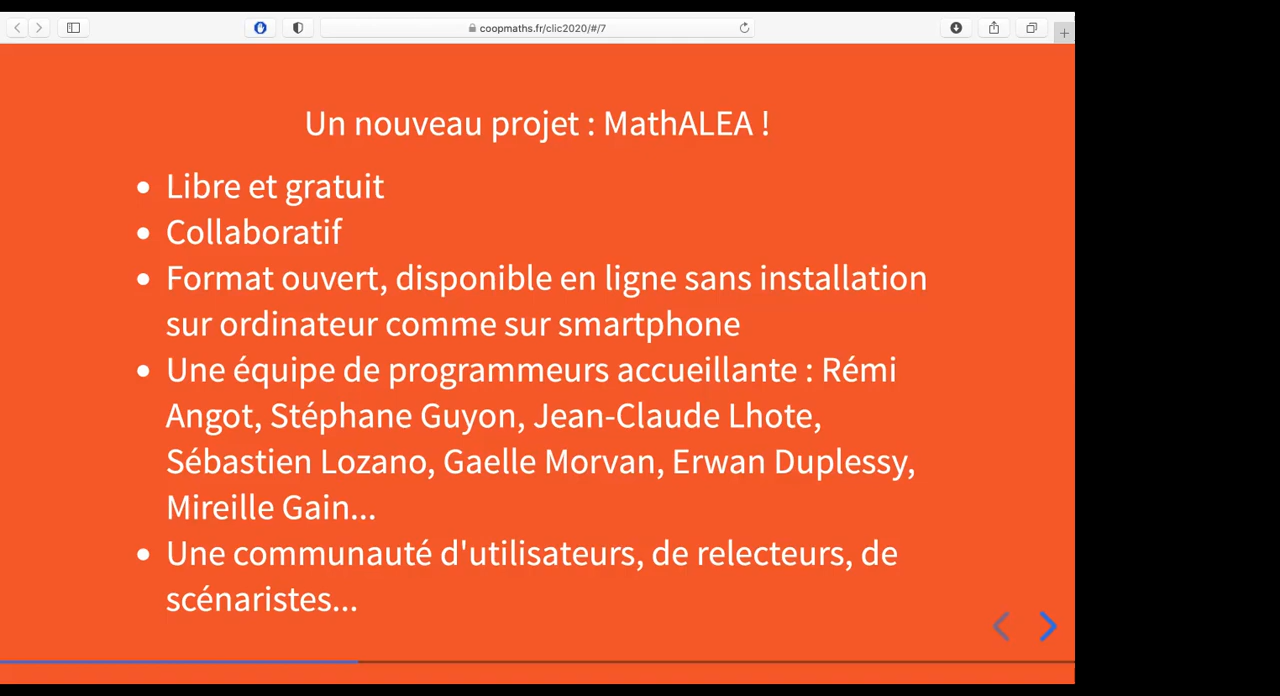 coopmaths.fr/clic2020/#/7
Un nouveau projet : MathALEA !
• Libre et gratuit
• Collaboratif
• Format ouvert, disponible en ligne sans installation
sur ordinateur comme sur smartphone
• Une équipe de programmeurs accueillante : Rémi
Angot, Stéphane Guyon, Jean-Claude Lhote,
Sébastien Lozano, Gaelle Morvan, Erwan Duplessy,
Mireille Gain...
• Une communauté d'utilisateurs, de relecteurs, de
scénaristes...